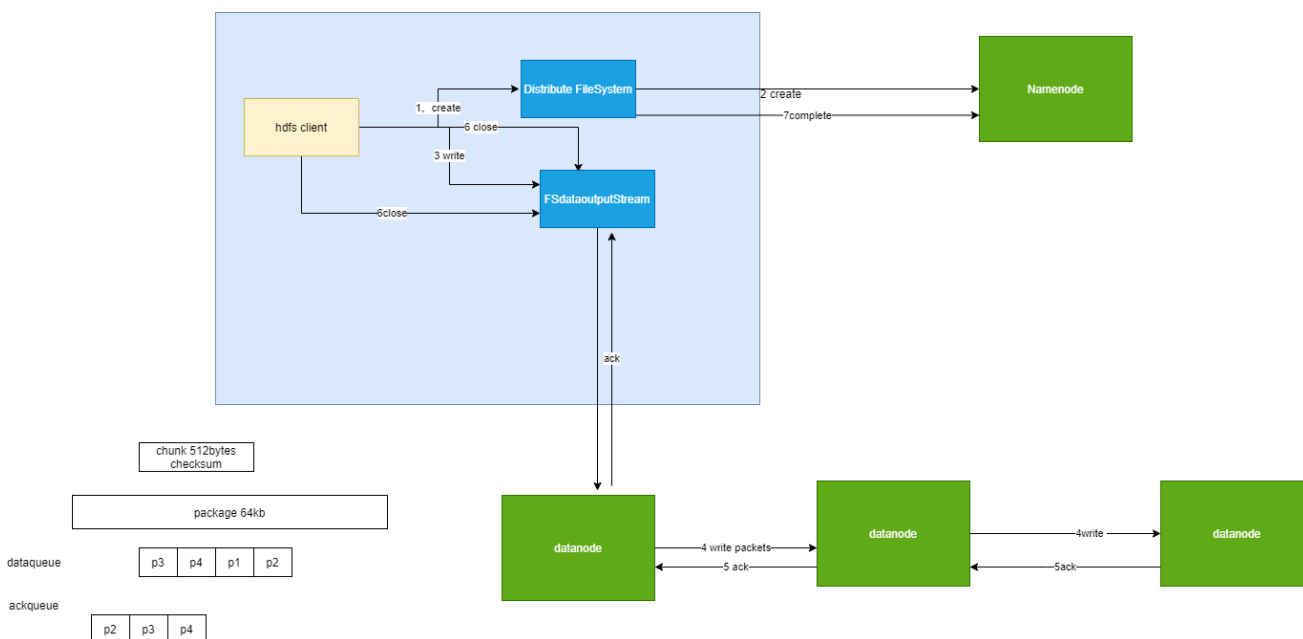 Distribute FileSystem
2 create
Namenode
1、create
7complete
hdfs client
6 close
3 write
FSdataoutputStream
6close
ack
chunk 512bytes
checksum
package 64kb
datanode
4 write packets
5 ack
datanode
4write
5ack
datanode
dataqueue
p3 p4 p1 p2
ackqueue
p2 p3 p4